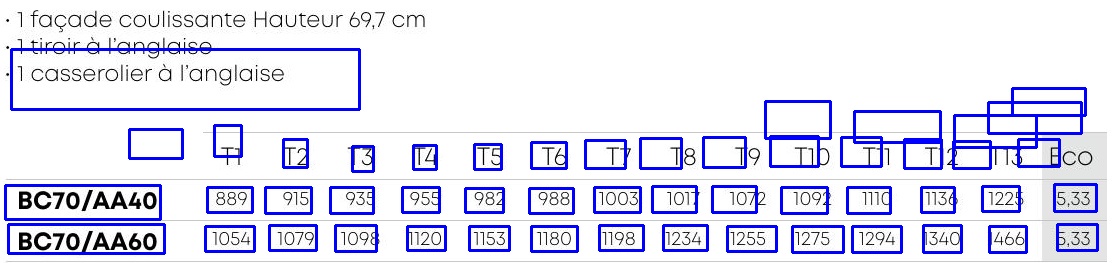 · 1 façade coulissante Hauteur 69,7 cm
· 1 tiroir à l'anglaise
· 1 casserolier à l'anglaise
T1 T2 T3 T4 T5 T6 T7 T8 T9 T10 T11 T12 T13 Eco
BC70/AA40 889 915 935 955 982 988 1003 1017 1072 1092 1110 1136 1225 5,33
BC70/AA60 1054 1079 1098 1120 1153 1180 1198 1234 1255 1275 1294 1340 1466 5,33